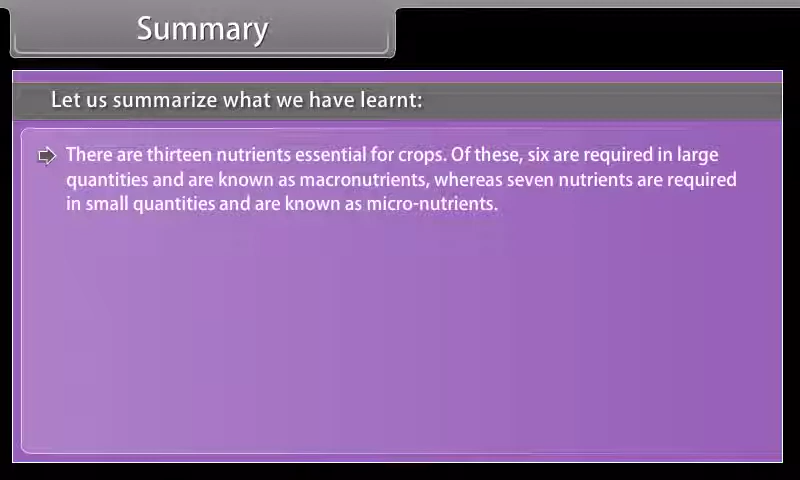 Summary
Let us summarize what we have learnt:
There are thirteen nutrients essential for crops. Of these, six are required in large
quantities and are known as macronutrients, whereas seven nutrients are required
in small quantities and are known as micro-nutrients.